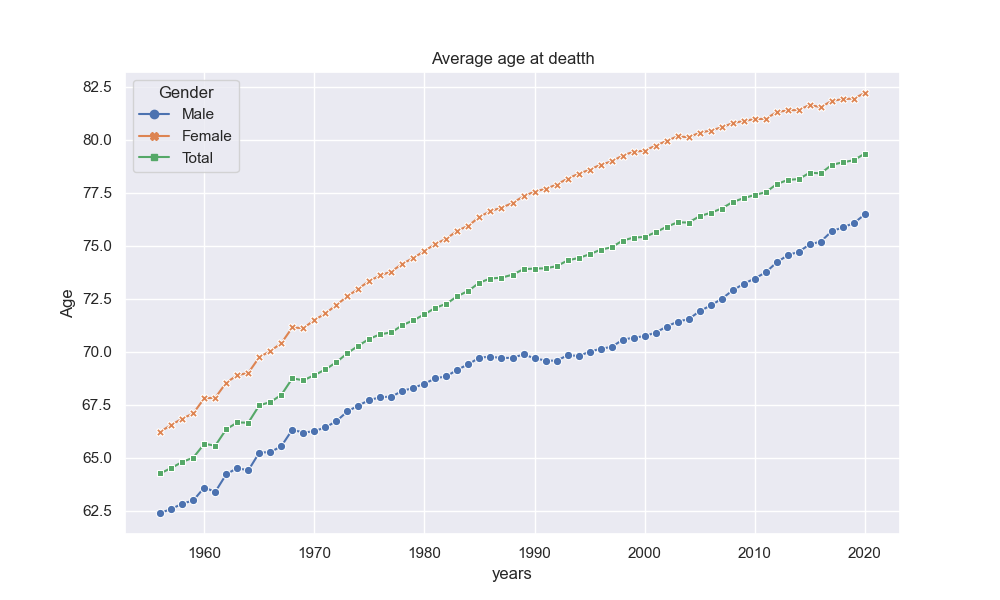 Average age at deatth
Gender
Male
Female
Total
82.5
80.0
77.5
75.0
72.5
70.0
67.5
65.0
62.5
Age
1960 1970 1980 1990 2000 2010 2020
years